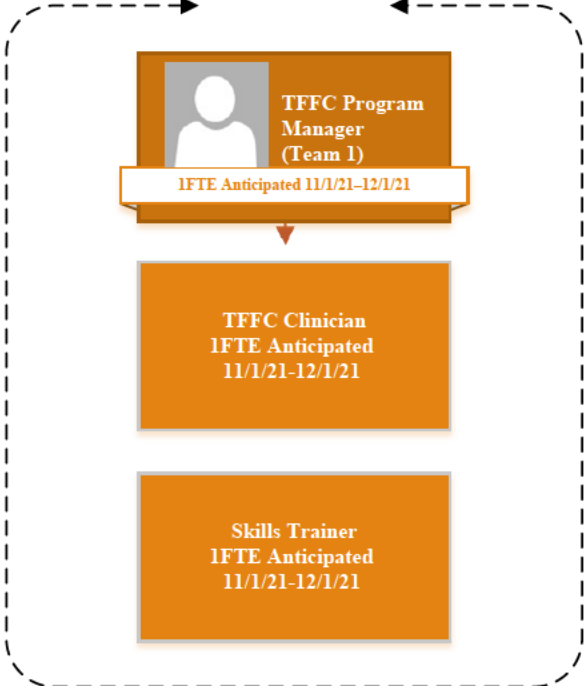 TFFC Program
Manager
(Team 1)
1FTE Anticipated 11/1/21–12/1/21
TFFC Clinician
1FTE Anticipated
11/1/21-12/1/21
Skills Trainer
1FTE Anticipated
11/1/21-12/1/21